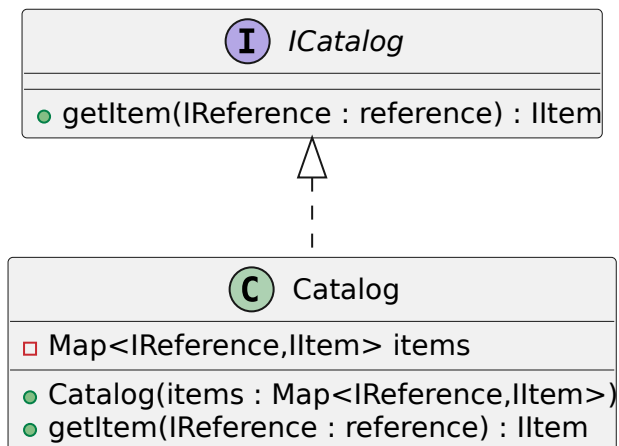 I ICatalog
getItem(IReference : reference) : IItem
C Catalog
Map<IReference,IItem> items
Catalog(items : Map<IReference,IItem>)
getItem(IReference : reference) : IItem